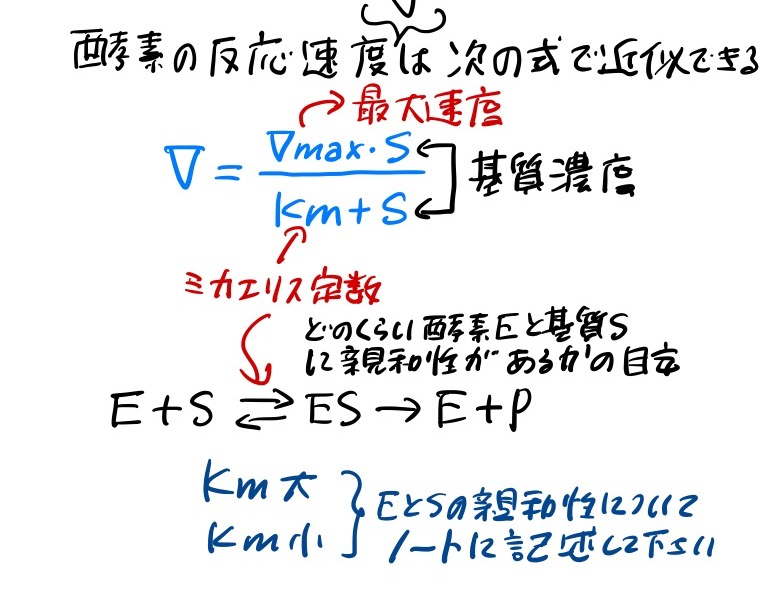 酵素の反応速度は次の式で近似できる
最大速度
V = Vmax・S / Km + S
基質濃度
ミカエリス定数
どのくらい酵素Eと基質S
に親和性があるかの目安
E + S ⇄ ES → E + P
Km 大
Km 小
EとSの親和性について
ノートに記述して下さい